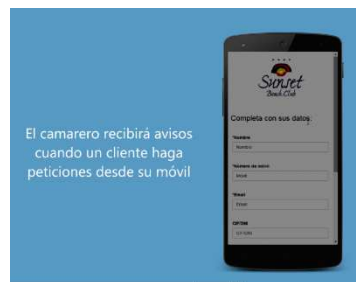 El camarero recibirá avisos
cuando un cliente haga
peticiones desde su móvil
Sunset
Beach Club
Completa con sus datos:
*Nombre
Nombre
*Número de móvil
Móvil
*Email
Email